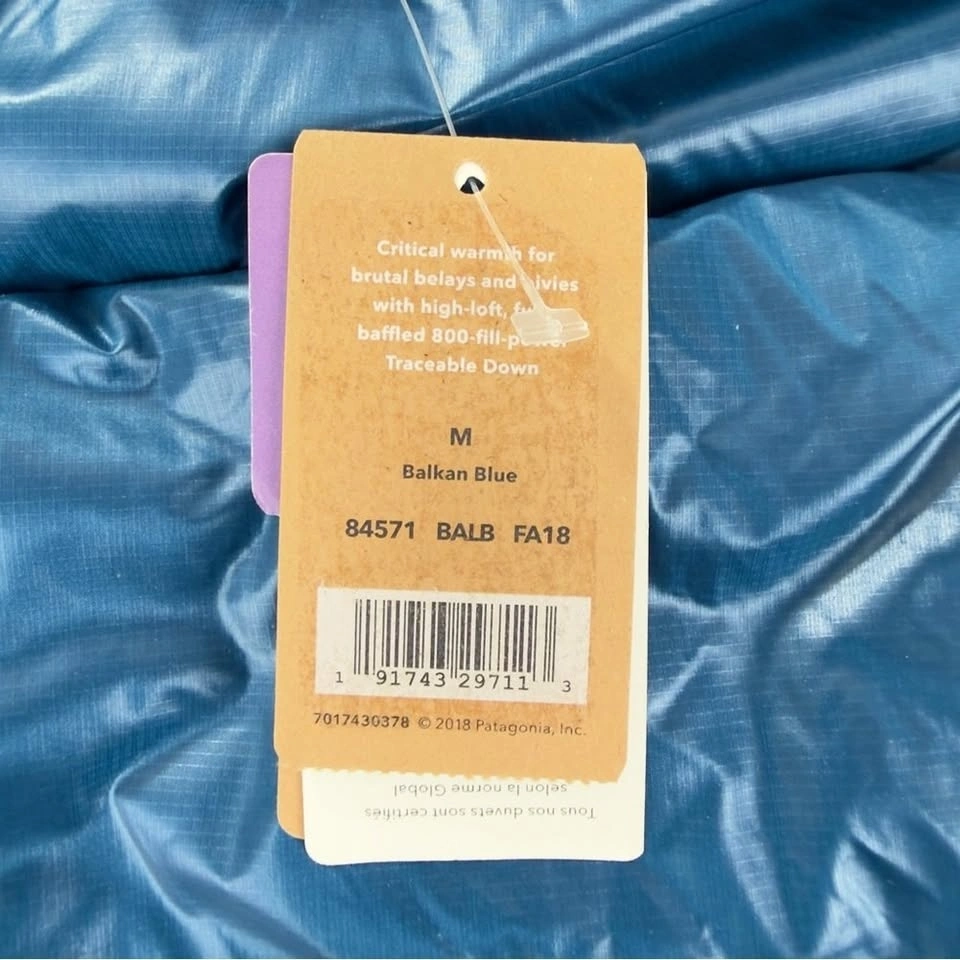 Critical warmth for
brutal belays and bivies
with high-loft, fully
baffled 800-fill-power
Traceable Down
M
Balkan Blue
84571 BALB FA18
1 91743 29711 3
7017430378 © 2018 Patagonia, Inc.
Tous nos duvets sont certifiés
selon la norme Global